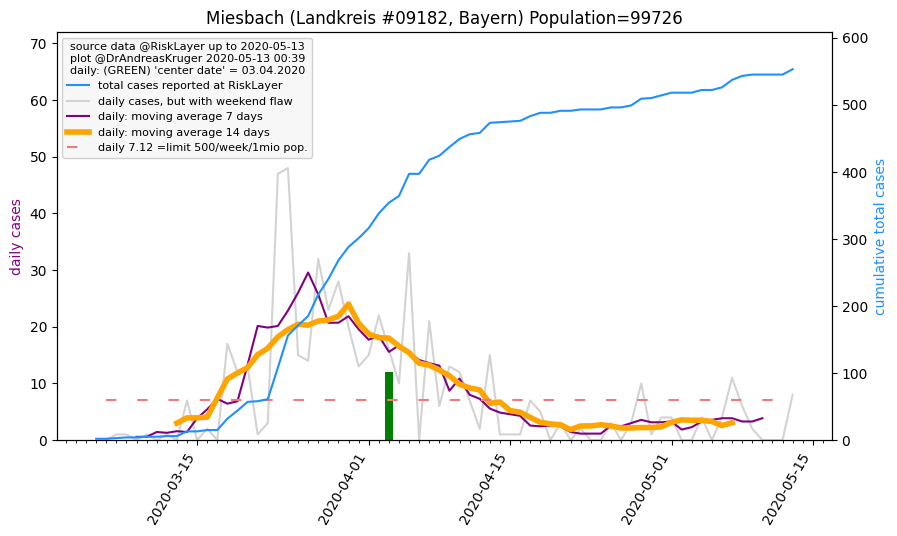 Miesbach (Landkreis #09182, Bayern) Population=99726
source data @RiskLayer up to 2020-05-13
plot @DrAndreasKruger 2020-05-13 00:39
daily: (GREEN) 'center date' = 03.04.2020
total cases reported at RiskLayer
daily cases, but with weekend flaw
daily: moving average 7 days
daily: moving average 14 days
daily 7.12 =limit 500/week/1mio pop.
daily cases
70
60
50
40
30
20
10
0
cumulative total cases
600
500
400
300
200
100
0
2020-03-15
2020-04-01
2020-04-15
2020-05-01
2020-05-15